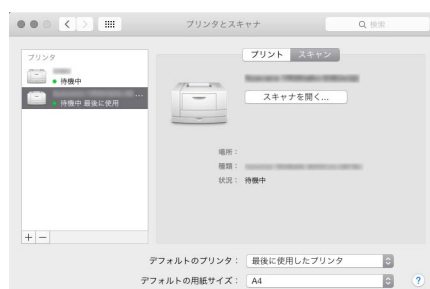 プリンタとスキャナ
検索
プリンタ
待機中
待機中 最後に使用 ...
プリント スキャン
スキャナを開く...
場所：
種類：
状況： 待機中
+ −
デフォルトのプリンタ： 最後に使用したプリンタ
デフォルトの用紙サイズ： A4
?